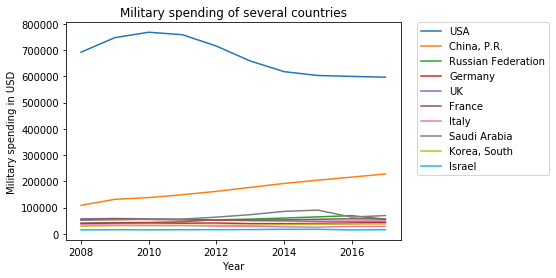 Military spending of several countries
800000
700000
600000
500000
400000
300000
200000
100000
0
Military spending in USD
2008
2010
2012
2014
2016
Year
USA
China, P.R.
Russian Federation
Germany
UK
France
Italy
Saudi Arabia
Korea, South
Israel